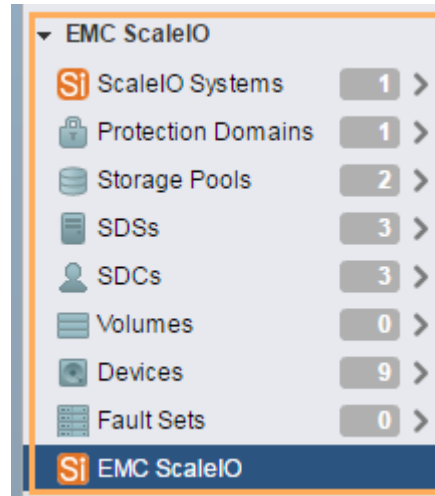 EMC ScaleIO
Si ScaleIO Systems 1
Protection Domains 1
Storage Pools 2
SDSs 3
SDCs 3
Volumes 0
Devices 9
Fault Sets 0
Si EMC ScaleIO